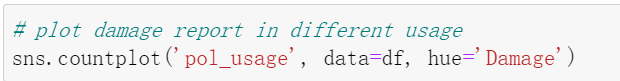 # plot damage report in different usage
sns.countplot('pol_usage', data=df, hue='Damage')